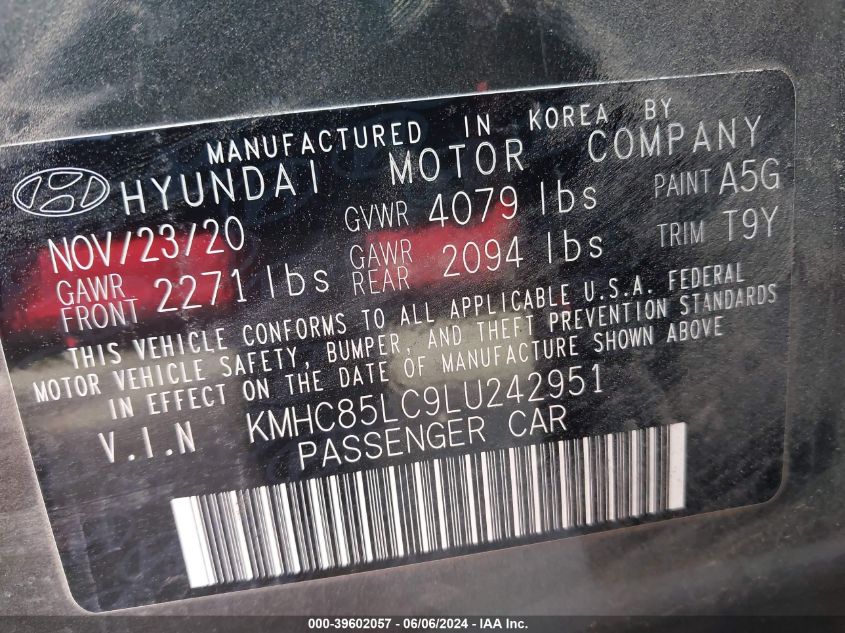 MANUFACTURED IN KOREA BY
HYUNDAI MOTOR COMPANY
NOV/23/20 GVWR 4079 lbs PAINT A5G
GAWR FRONT 2271 lbs GAWR REAR 2094 lbs TRIM T9Y
THIS VEHICLE CONFORMS TO ALL APPLICABLE U.S.A. FEDERAL
MOTOR VEHICLE SAFETY, BUMPER, AND THEFT PREVENTION STANDARDS
IN EFFECT ON THE DATE OF MANUFACTURE SHOWN ABOVE
V.I.N KMHC85LC9LU242951
PASSENGER CAR
000-39602057 - 06/06/2024 - IAA Inc.